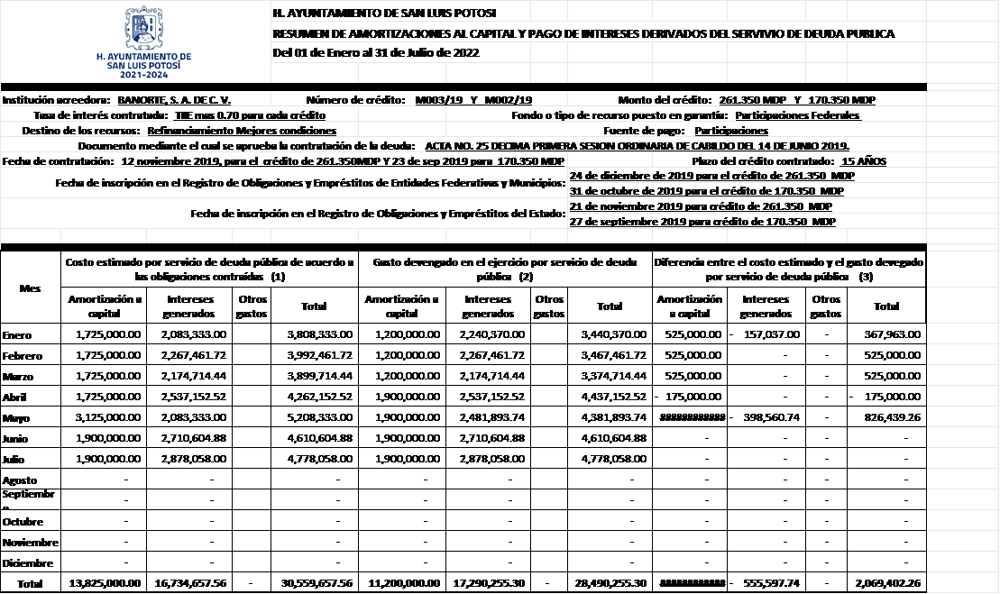 H. AYUNTAMIENTO DE
SAN LUIS POTOSÍ
2021-2024
H. AYUNTAMIENTO DE SAN LUIS POTOSI
RESUMEN DE AMORTIZACIONES AL CAPITAL Y PAGO DE INTERESES DERIVADOS DEL SERVIVIO DE DEUDA PUBLICA
Del 01 de Enero al 31 de Julio de 2022
Institución acreedora: BANORTE, S. A. DE C. V. Número de crédito: M003/19 Y M002/19 Monto del crédito: 261.350 MDP Y 170.350 MDP
Tasa de interés contratada: TIIE mas 0.70 para cada crédito Fondo o tipo de recurso puesto en garantía: Participaciones Federales
Destino de los recursos: Refinanciamiento Mejores condiciones Fuente de pago: Participaciones
Documento mediante el cual se aprueba la contratación de la deuda: ACTA NO. 25 DECIMA PRIMERA SESION ORDINARIA DE CABILDO DEL 14 DE JUNIO 2019.
Fecha de contratación: 12 noviembre 2019, para el crédito de 261.350MDP Y 23 de sep 2019 para 170.350 MDP Plazo del crédito contratado: 15 AÑOS
Fecha de inscripción en el Registro de Obligaciones y Empréstitos de Entidades Federativas y Municipios: 24 de diciembre de 2019 para el crédito de 261.350 MDP
31 de octubre de 2019 para el crédito de 170.350 MDP
Fecha de inscripción en el Registro de Obligaciones y Empréstitos del Estado: 21 de noviembre 2019 para crédito de 261.350 MDP
27 de septiembre 2019 para crédito de 170.350 MDP
Mes Costo estimado por servicio de deuda pública de acuerdo a las obligaciones contraídas (1) Gasto devengado en el ejercicio por servicio de deuda pública (2) Diferencia entre el costo estimado y el gasto devegado por servicio de deuda pública (3)
Amortización a capital Intereses generados Otros gastos Total Amortización a capital Intereses generados Otros gastos Total Amortización a capital Intereses generados Otros gastos Total
Enero 1,725,000.00 2,083,333.00 3,808,333.00 1,200,000.00 2,240,370.00 3,440,370.00 525,000.00 - 157,037.00 - 367,963.00
Febrero 1,725,000.00 2,267,461.72 3,992,461.72 1,200,000.00 2,267,461.72 3,467,461.72 525,000.00 - - 525,000.00
Marzo 1,725,000.00 2,174,714.44 3,899,714.44 1,200,000.00 2,174,714.44 3,374,714.44 525,000.00 - - 525,000.00
Abril 1,725,000.00 2,537,152.52 4,262,152.52 1,900,000.00 2,537,152.52 4,437,152.52 - 175,000.00 - - - 175,000.00
Mayo 3,125,000.00 2,083,333.00 5,208,333.00 1,900,000.00 2,481,893.74 4,381,893.74 ############ - 398,560.74 - 826,439.26
Junio 1,900,000.00 2,710,604.88 4,610,604.88 1,900,000.00 2,710,604.88 4,610,604.88 - - - -
Julio 1,900,000.00 2,878,058.00 4,778,058.00 1,900,000.00 2,878,058.00 4,778,058.00 - - - -
Agosto - - - - - - - - - -
Septiembre - - - - - - - - - -
Octubre - - - - - - - - - -
Noviembre - - - - - - - - - -
Diciembre - - - - - - - - - -
Total 13,825,000.00 16,734,657.56 - 30,559,657.56 11,200,000.00 17,290,255.30 - 28,490,255.30 ############ - 555,597.74 - 2,069,402.26